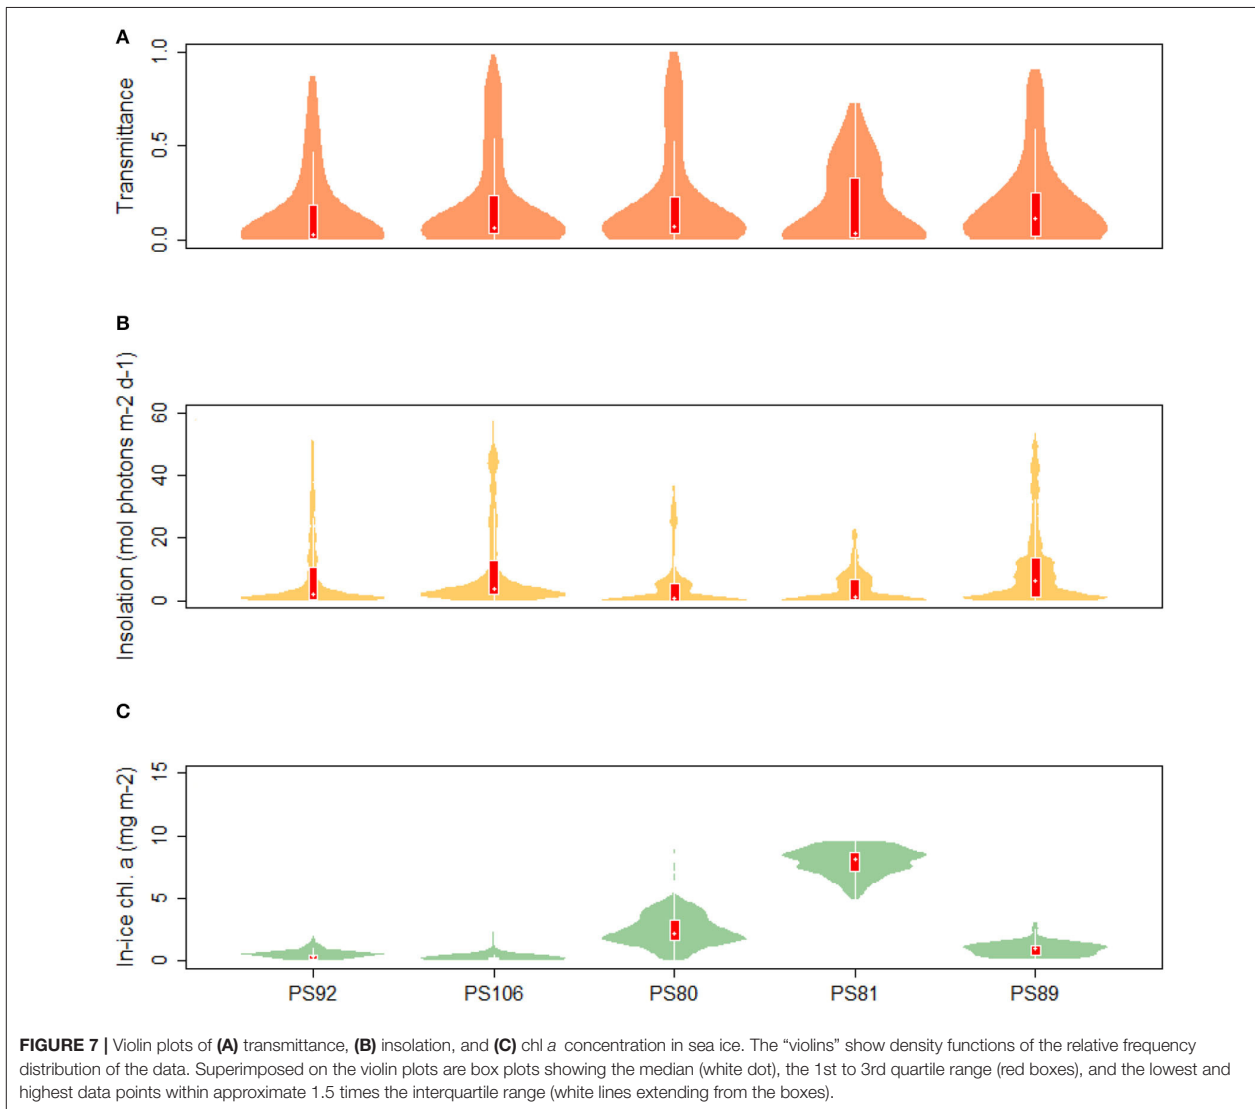 A
Transmittance
1.0
0.5
0.0
B
Insolation (mol photons m-2 d-1)
60
40
20
0
C
In-ice chl. a (mg m-2)
15
10
5
0
PS92 PS106 PS80 PS81 PS89
FIGURE 7 | Violin plots of (A) transmittance, (B) insolation, and (C) chl a concentration in sea ice. The “violins” show density functions of the relative frequency
distribution of the data. Superimposed on the violin plots are box plots showing the median (white dot), the 1st to 3rd quartile range (red boxes), and the lowest and
highest data points within approximate 1.5 times the interquartile range (white lines extending from the boxes).